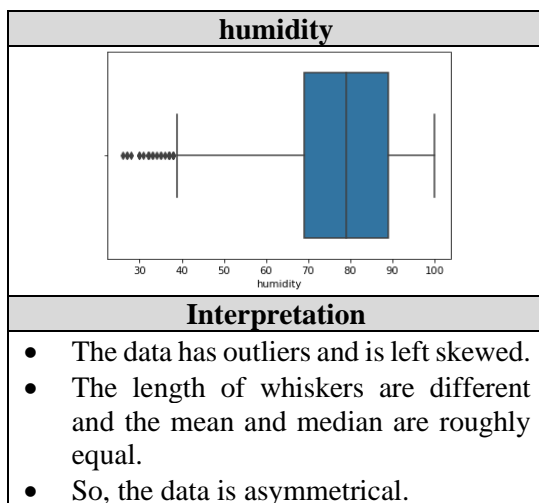 humidity
30 40 50 60 70 80 90 100
humidity
Interpretation
• The data has outliers and is left skewed.
• The length of whiskers are different
and the mean and median are roughly
equal.
• So, the data is asymmetrical.